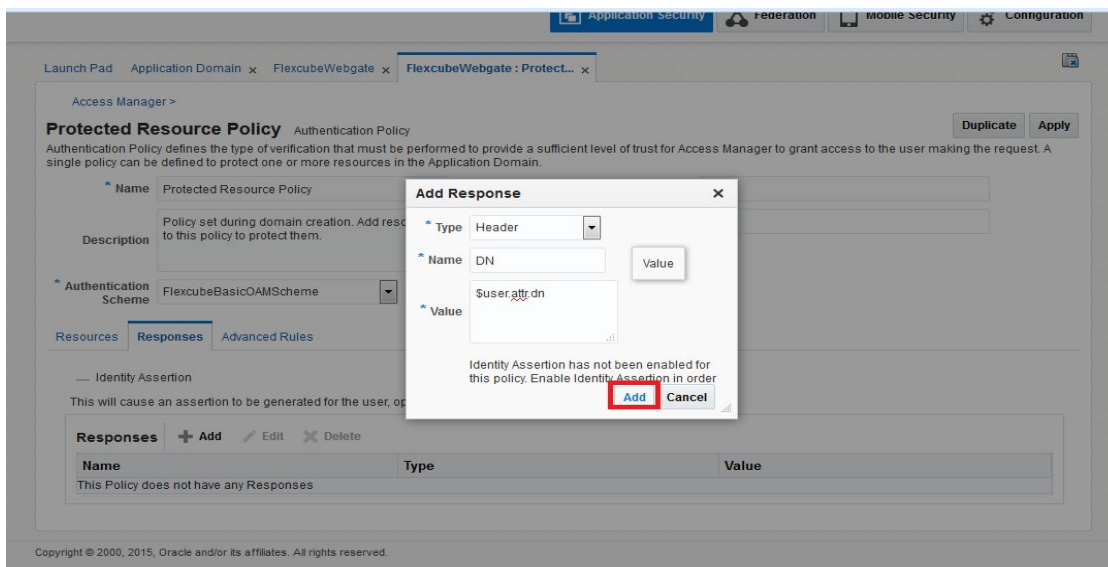 Application Security Federation Mobile Security Configuration
Launch Pad Application Domain x FlexcubeWebgate x FlexcubeWebgate : Protect... x
Access Manager >
Protected Resource Policy Authentication Policy
Duplicate Apply
Authentication Policy defines the type of verification that must be performed to provide a sufficient level of trust for Access Manager to grant access to the user making the request. A
single policy can be defined to protect one or more resources in the Application Domain.
* Name Protected Resource Policy
Description
Policy set during domain creation. Add reso
to this policy to protect them.
* Authentication
Scheme
FlexcubeBasicOAMScheme
Add Response
* Type Header
* Name DN
Value
* Value
$user.attr.dn
Identity Assertion has not been enabled for
this policy. Enable Identity Assertion in order
Add Cancel
Resources Responses Advanced Rules
Identity Assertion
This will cause an assertion to be generated for the user, op
Responses Add Edit Delete
Name Type Value
This Policy does not have any Responses
Copyright © 2000, 2015, Oracle and/or its affiliates. All rights reserved.